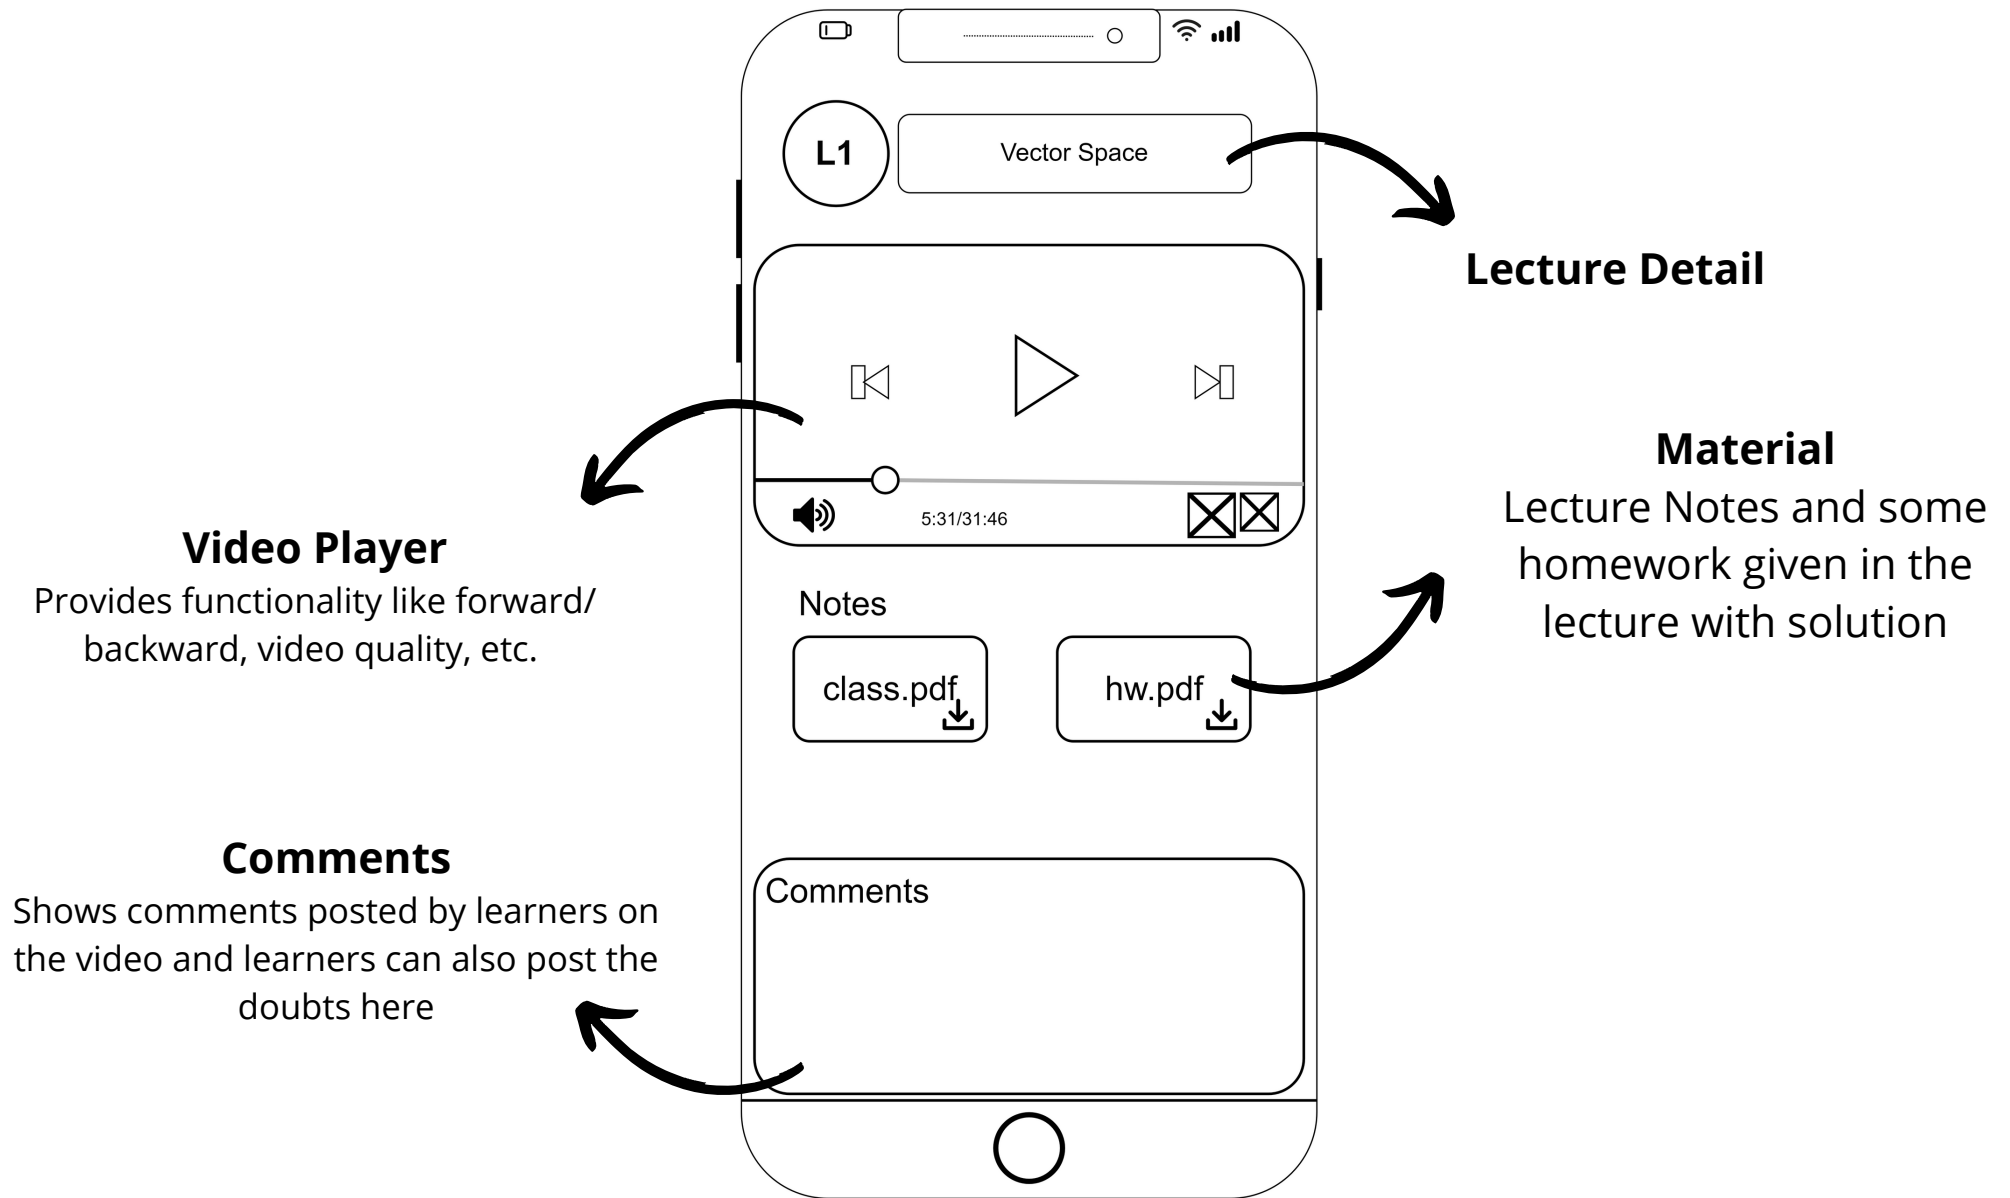 L1
Vector Space
Lecture Detail
5:31/31:46
Video Player
Provides functionality like forward/
backward, video quality, etc.
Material
Lecture Notes and some
homework given in the
lecture with solution
Notes
class.pdf
hw.pdf
Comments
Shows comments posted by learners on
the video and learners can also post the
doubts here
Comments